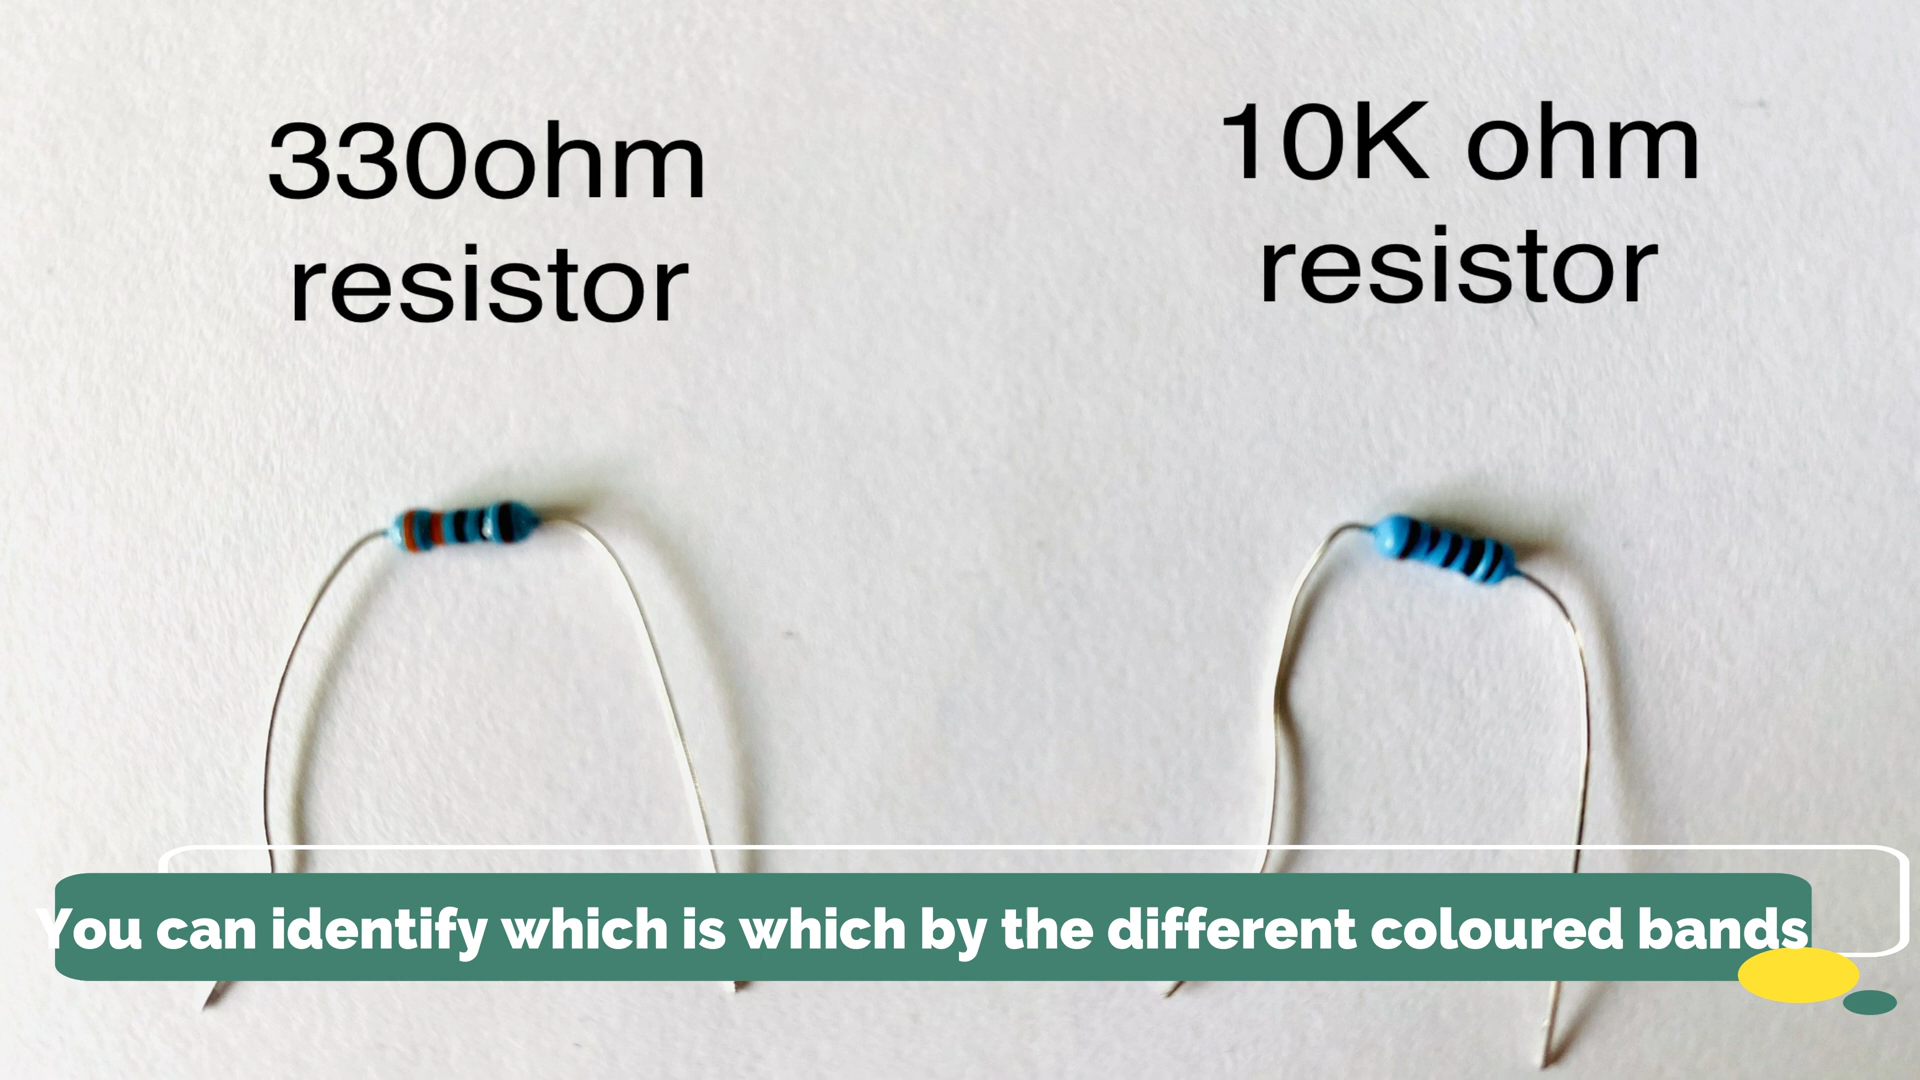 330ohm
resistor
10K ohm
resistor
You can identify which is which by the different coloured bands